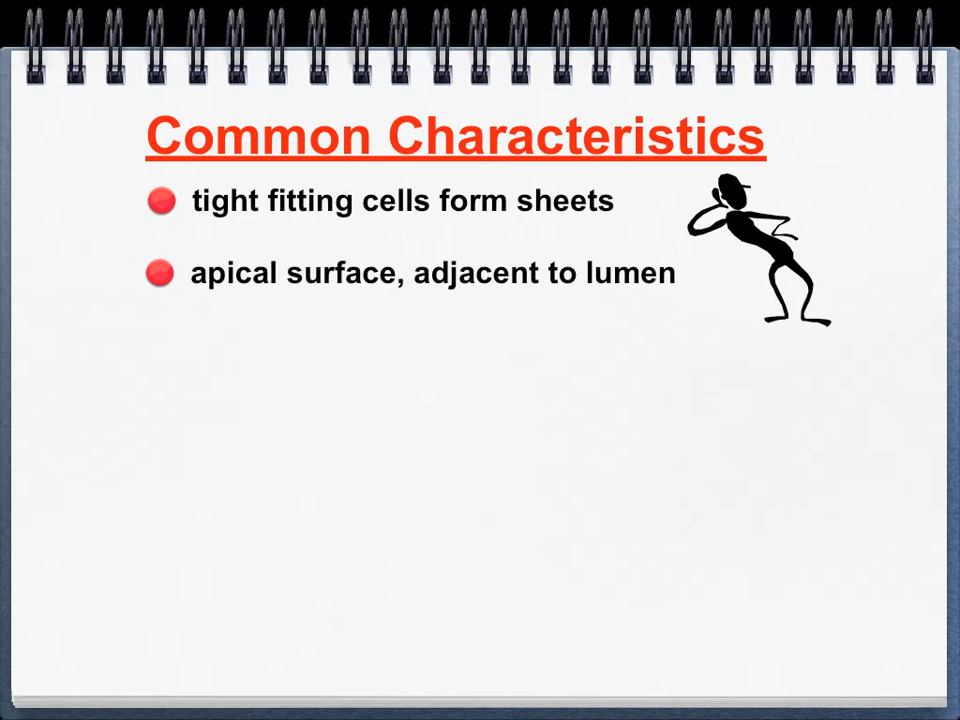 Common Characteristics
tight fitting cells form sheets
apical surface, adjacent to lumen